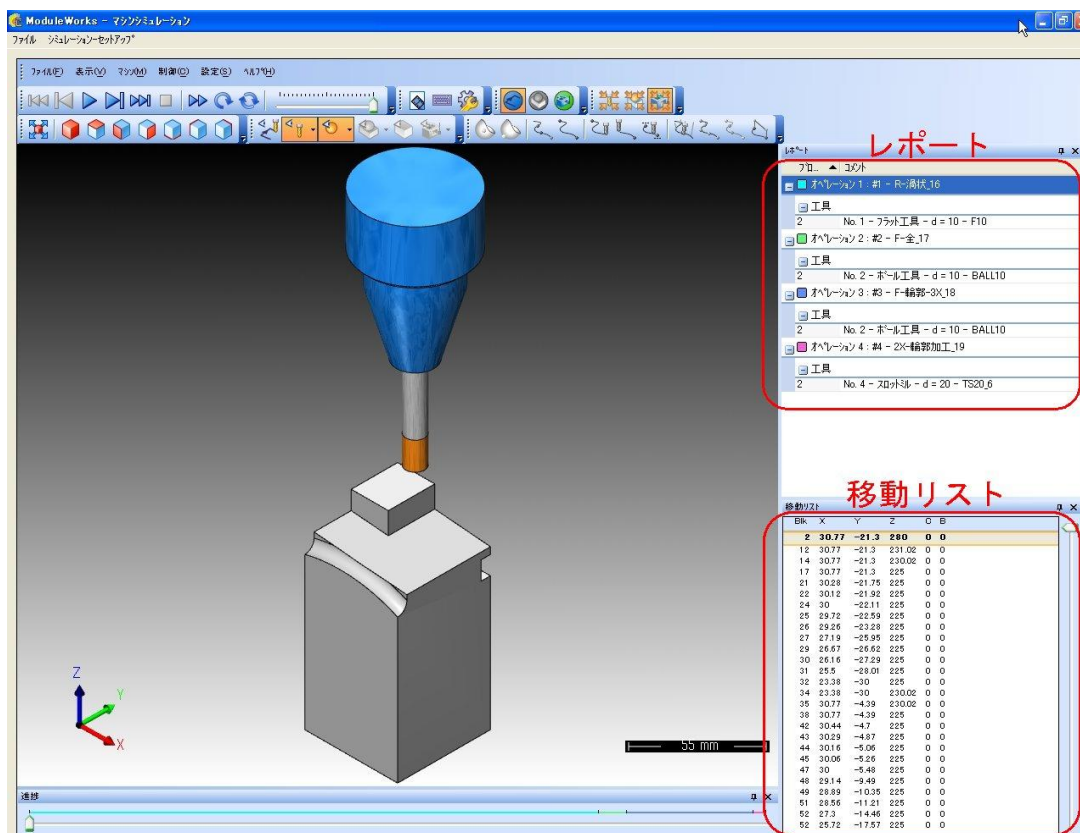 ModuleWorks - マシンシミュレーション
ファイル シミュレーションセットアップ
ファイル(F) 表示(V) マシン(M) 制御(C) 設定(S) ヘルプ(H)
レポート
レポート
プロ... コメント
オペレーション 1 : #1 - R-渦状_16
工具
2 No. 1 - フラット工具 - d = 10 - F10
オペレーション 2 : #2 - F-全_17
工具
2 No. 2 - ボール工具 - d = 10 - BALL10
オペレーション 3 : #3 - F-輪郭-3X_18
工具
2 No. 2 - ボール工具 - d = 10 - BALL10
オペレーション 4 : #4 - 2X-輪郭加工_19
工具
2 No. 4 - スロットミル - d = 20 - TS20_6
移動リスト
移動リスト
Blk X Y Z C B
2 30.77 -21.3 280 0 0
12 30.77 -21.3 231.02 0 0
14 30.77 -21.3 230.02 0 0
17 30.77 -21.3 225 0 0
21 30.28 -21.75 225 0 0
22 30.12 -21.92 225 0 0
24 30 -22.11 225 0 0
25 29.72 -22.59 225 0 0
26 29.26 -23.28 225 0 0
27 27.19 -25.95 225 0 0
29 26.67 -26.62 225 0 0
30 26.16 -27.29 225 0 0
31 25.5 -28.01 225 0 0
32 23.38 -30 225 0 0
34 23.38 -30 230.02 0 0
35 30.77 -4.39 230.02 0 0
38 30.77 -4.39 225 0 0
42 30.44 -4.7 225 0 0
43 30.29 -4.87 225 0 0
44 30.16 -5.06 225 0 0
45 30.06 -5.26 225 0 0
47 30 -5.48 225 0 0
48 29.14 -9.49 225 0 0
49 28.89 -10.35 225 0 0
51 28.56 -11.21 225 0 0
52 27.3 -14.46 225 0 0
52 25.72 -17.57 225 0 0
Z
Y
X
55 mm
進捗